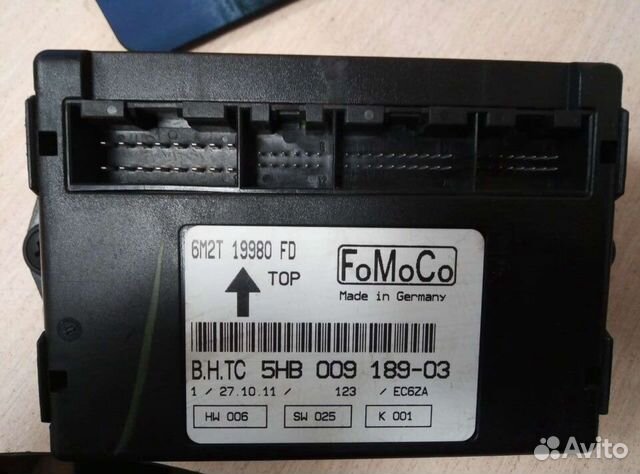 6M2T 19980 FD
FoMoCo
TOP
Made in Germany
B.H.TC 5HB 009 189-03
1 / 27.10.11 / 123 / EC6ZA
HW 006 SW 025 K 001
Avito